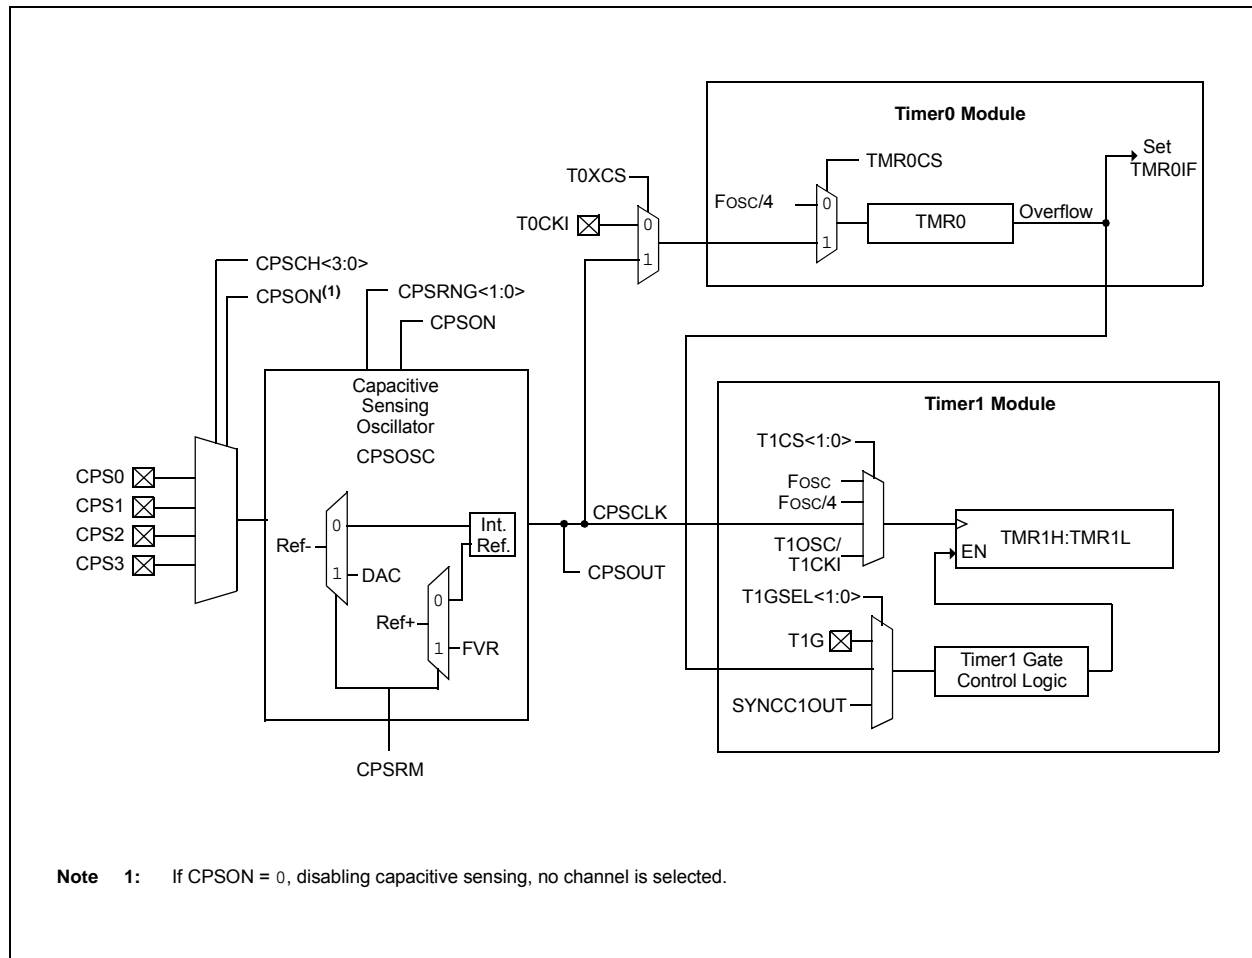 Timer0 Module
Set
TMR0IF
TMR0CS
T0XCS
FOSC/4
0
1
TMR0
Overflow
T0CKI
0
1
CPSCH<3:0>
CPSON(1)
CPSRNG<1:0>
CPSON
Capacitive
Sensing
Oscillator
CPSOSC
Timer1 Module
T1CS<1:0>
FOSC
FOSC/4
T1OSC/
T1CKI
EN
TMR1H:TMR1L
CPS0
CPS1
CPS2
CPS3
CPSCLK
CPSOUT
0
1
Ref-
DAC
Int.
Ref.
0
1
Ref+
FVR
T1GSEL<1:0>
T1G
SYNCC1OUT
Timer1 Gate
Control Logic
CPSRM
Note 1: If CPSON = 0, disabling capacitive sensing, no channel is selected.